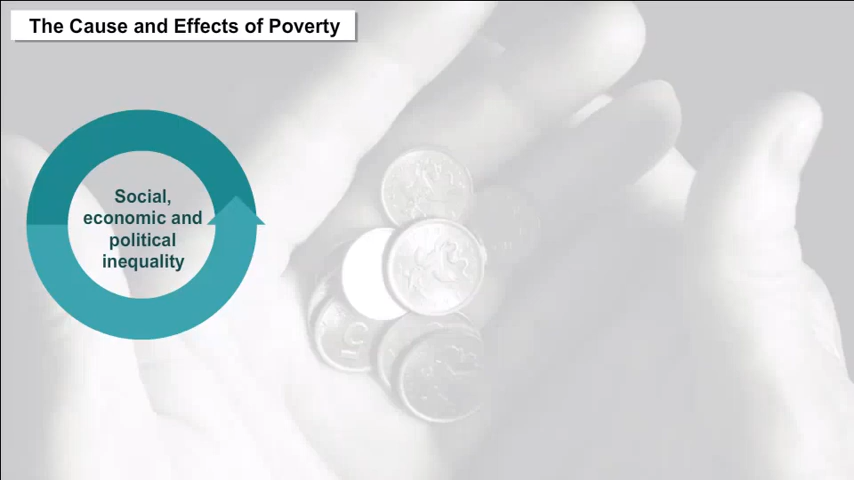 The Cause and Effects of Poverty
Social,
economic and
political
inequality